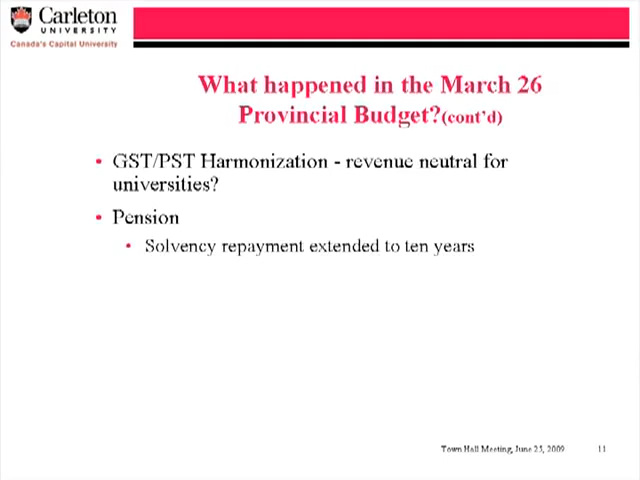 Carleton
UNIVERSITY
Canada's Capital University
What happened in the March 26
Provincial Budget?(cont'd)
• GST/PST Harmonization - revenue neutral for
universities?
• Pension
• Solvency repayment extended to ten years
Town Hall Meeting, June 25, 2009 11